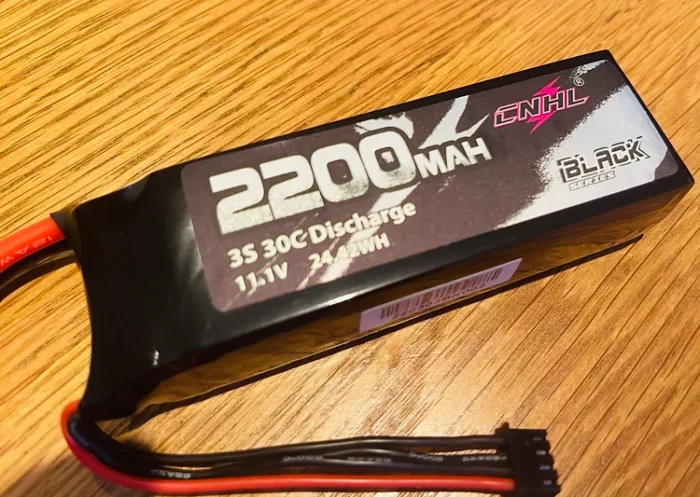 CNHL®
BLACK
SERIES
2200MAH
3S 30C Discharge
11.1V 24.42WH